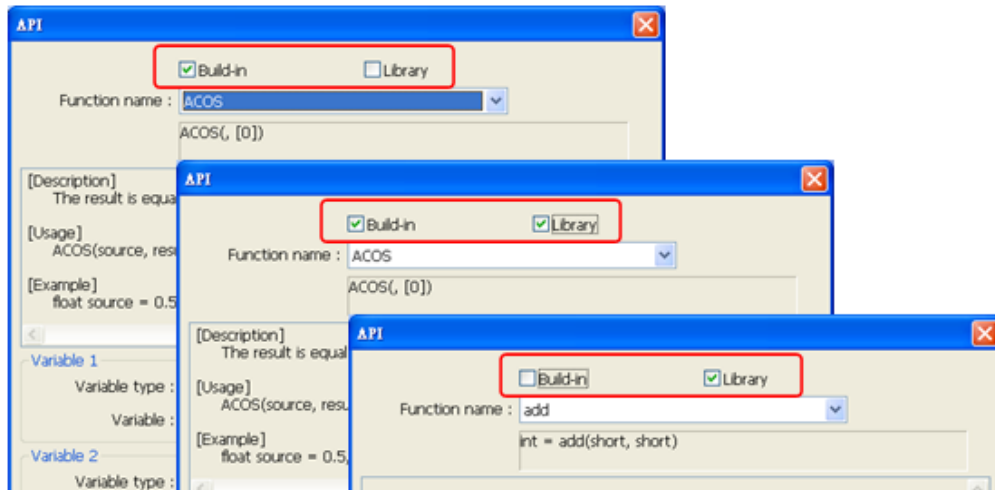 API
Build-in Library
Function name : ACOS
ACOS(, [0])
[Description]
The result is equa
[Usage]
ACOS(source, resu
[Example]
float source = 0.5
Variable 1
Variable type :
Variable :
Variable 2
Variable type :
API
Build-in Library
Function name : ACOS
ACOS(, [0])
[Description]
The result is equal
[Usage]
ACOS(source, resu
[Example]
float source = 0.5,
API
Build-in Library
Function name : add
int = add(short, short)